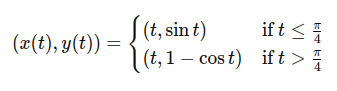 (x(t), y(t)) = { (t, sin t) if t ≤ π/4
(t, 1 − cos t) if t > π/4